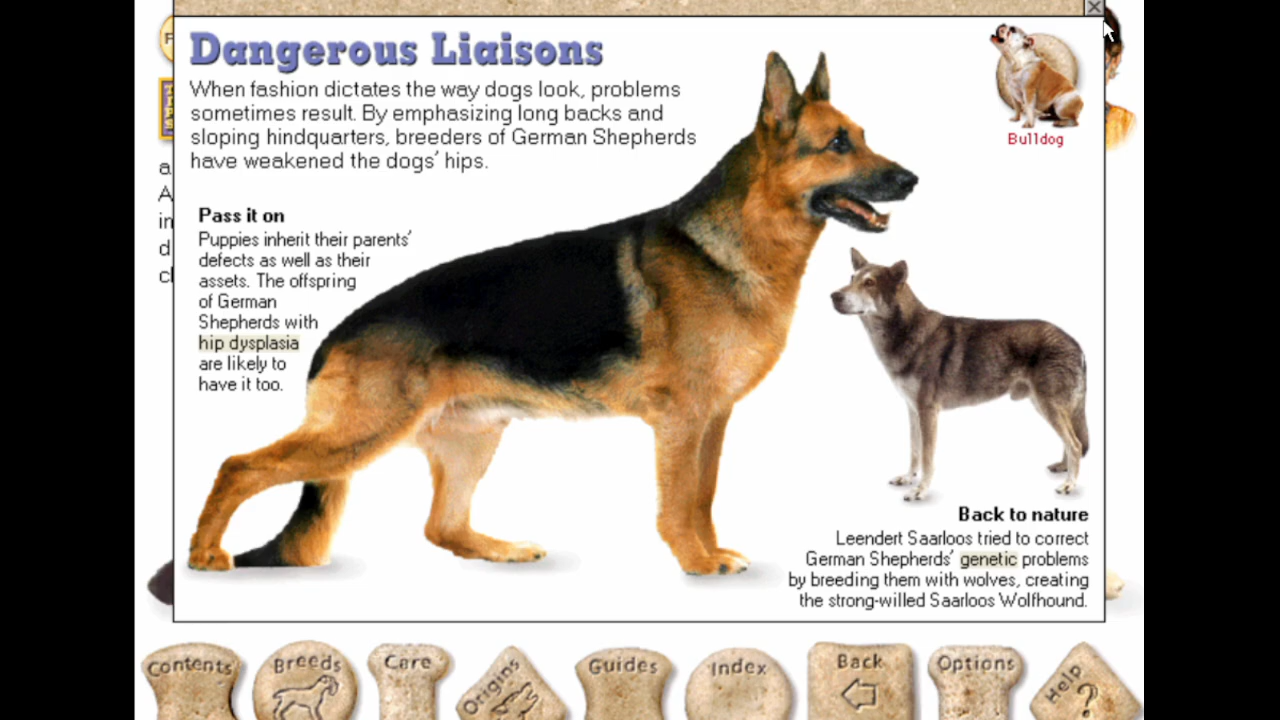 Dangerous Liaisons
When fashion dictates the way dogs look, problems
sometimes result. By emphasizing long backs and
sloping hindquarters, breeders of German Shepherds
have weakened the dogs' hips.
Bulldog
Pass it on
Puppies inherit their parents'
defects as well as their
assets. The offspring
of German
Shepherds with
hip dysplasia
are likely to
have it too.
Back to nature
Leendert Saarloos tried to correct
German Shepherds' genetic problems
by breeding them with wolves, creating
the strong-willed Saarloos Wolfhound.
Contents
Breeds
Care
Origins
Guides
Index
Back
Options
Help
?